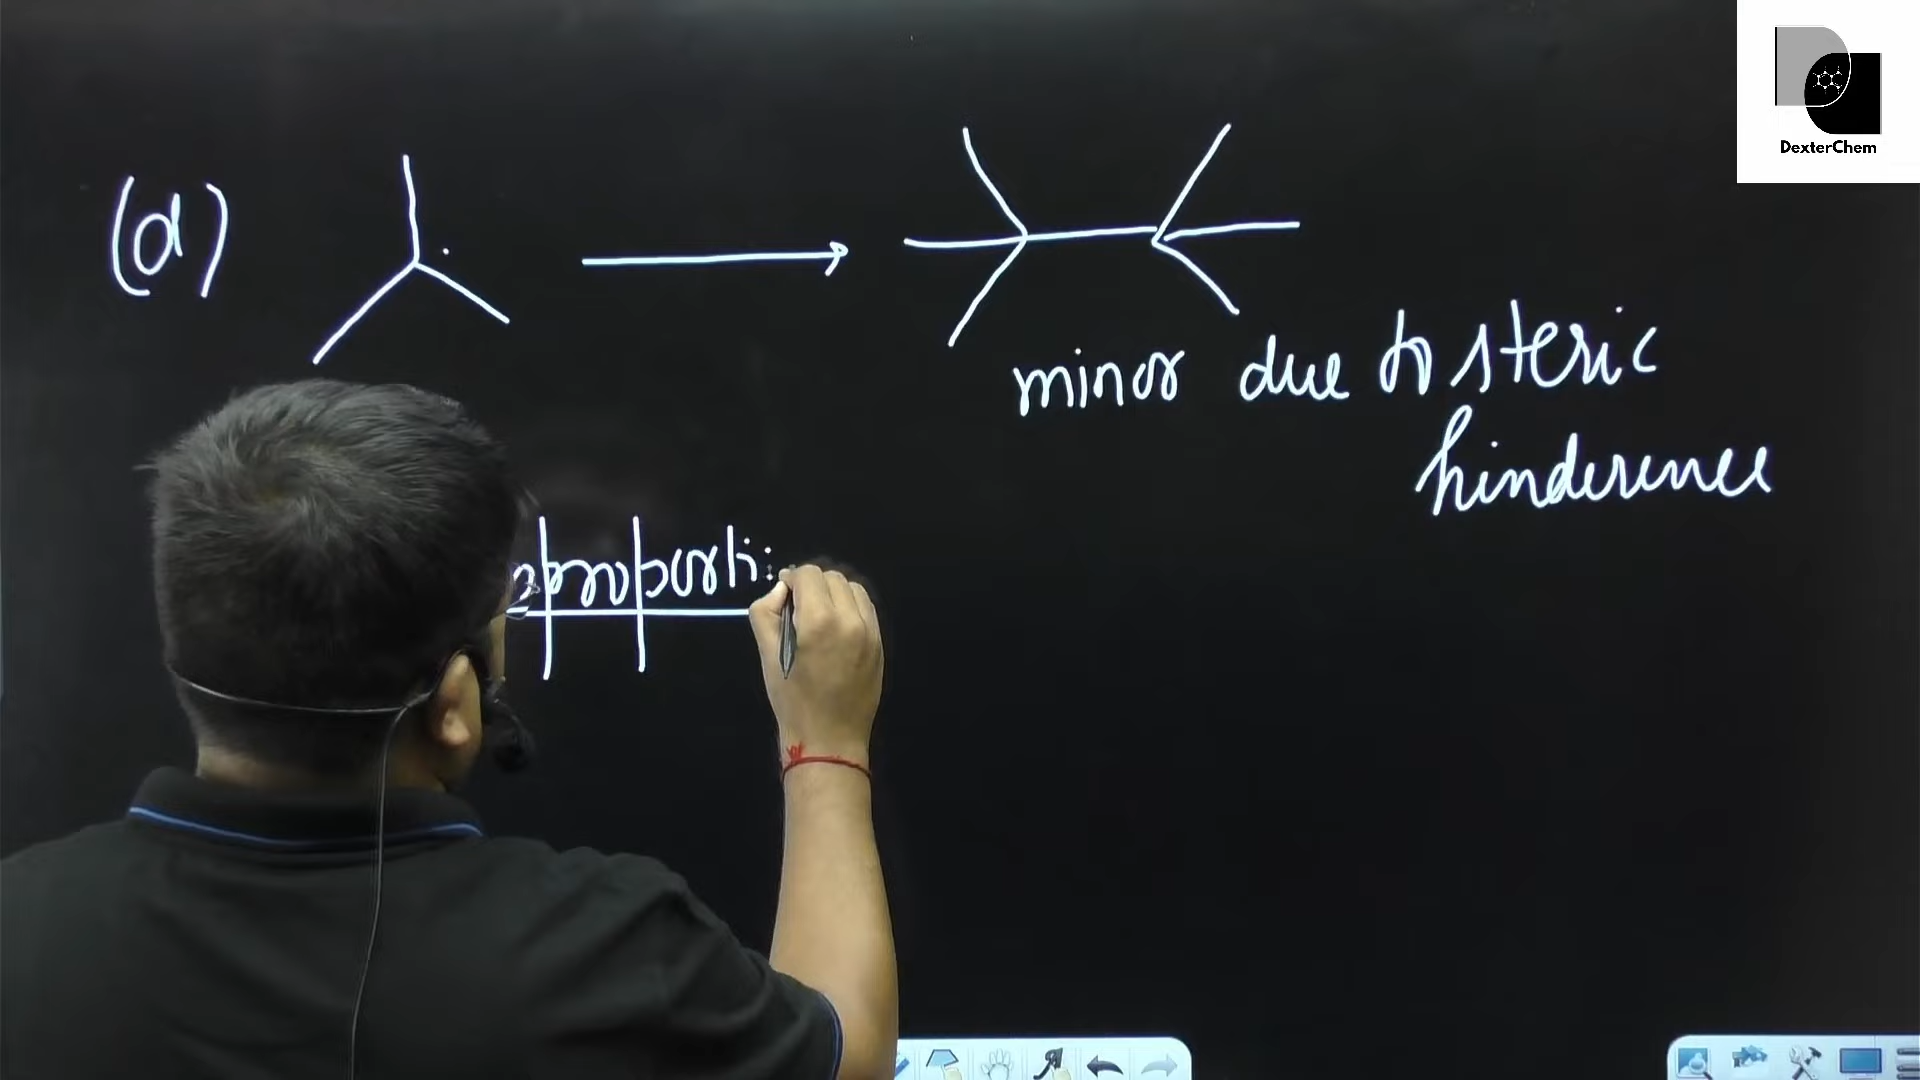 DexterChem
(d)
minor due to steric
hinderence